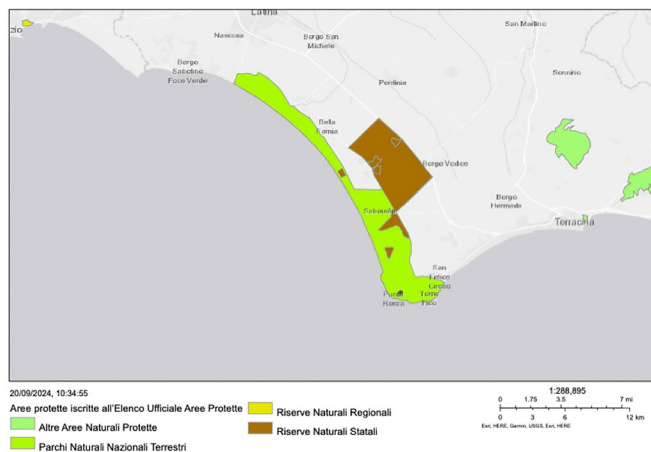 Latina
San Martino
zio
Nascosa
Borgo San
Michele
Borgo
Sabotino
Foce Verde
Pontinia
Sonnino
Bella
Farnia
Borgo Vodice
Borgo
Hermada
Sabaudia
Terracina
San
Felice
Circeo
Punta
Rossa
Torre
Fico
20/09/2024, 10:34:55
1:288,895
0 1.75 3.5 7 mi
0 3 6 12 km
Esri, HERE, Garmin, USGS, Esri, HERE
Aree protette iscritte all'Elenco Ufficiale Aree Protette
Altre Aree Naturali Protette
Parchi Naturali Nazionali Terrestri
Riserve Naturali Regionali
Riserve Naturali Statali